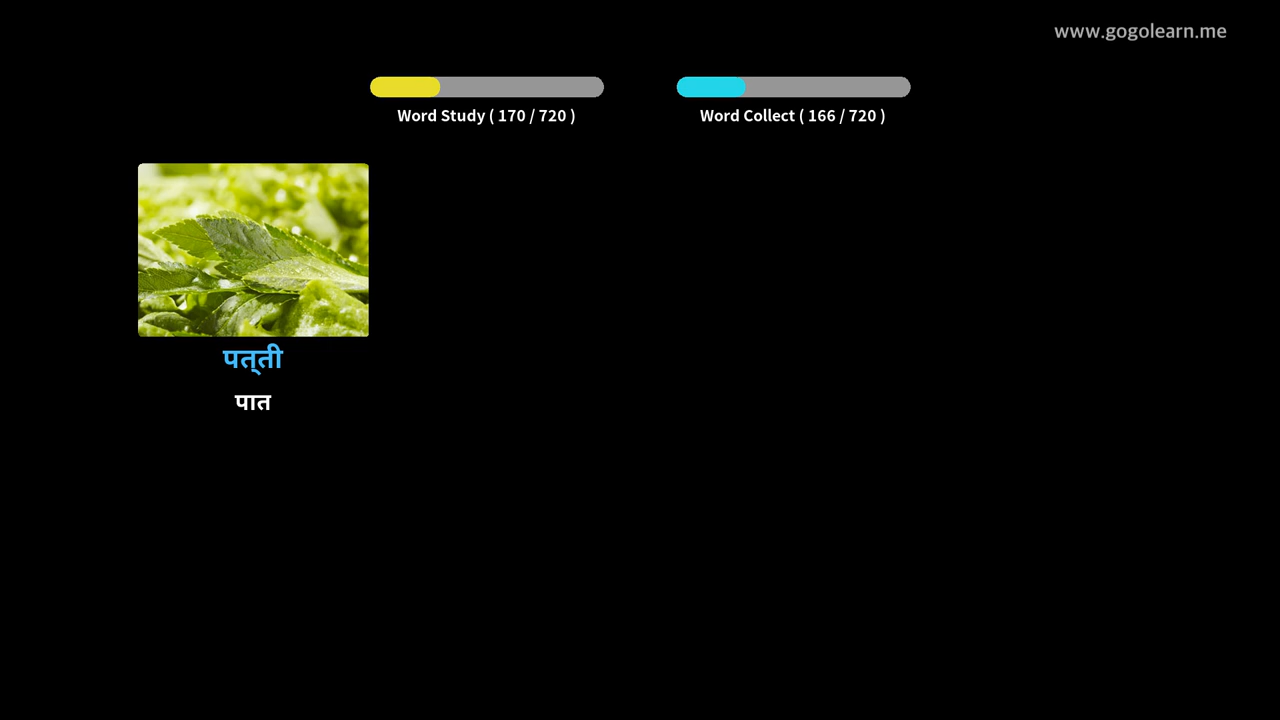 www.gogolearn.me
Word Study ( 170 / 720 )
Word Collect ( 166 / 720 )
पत्‌ती
पात